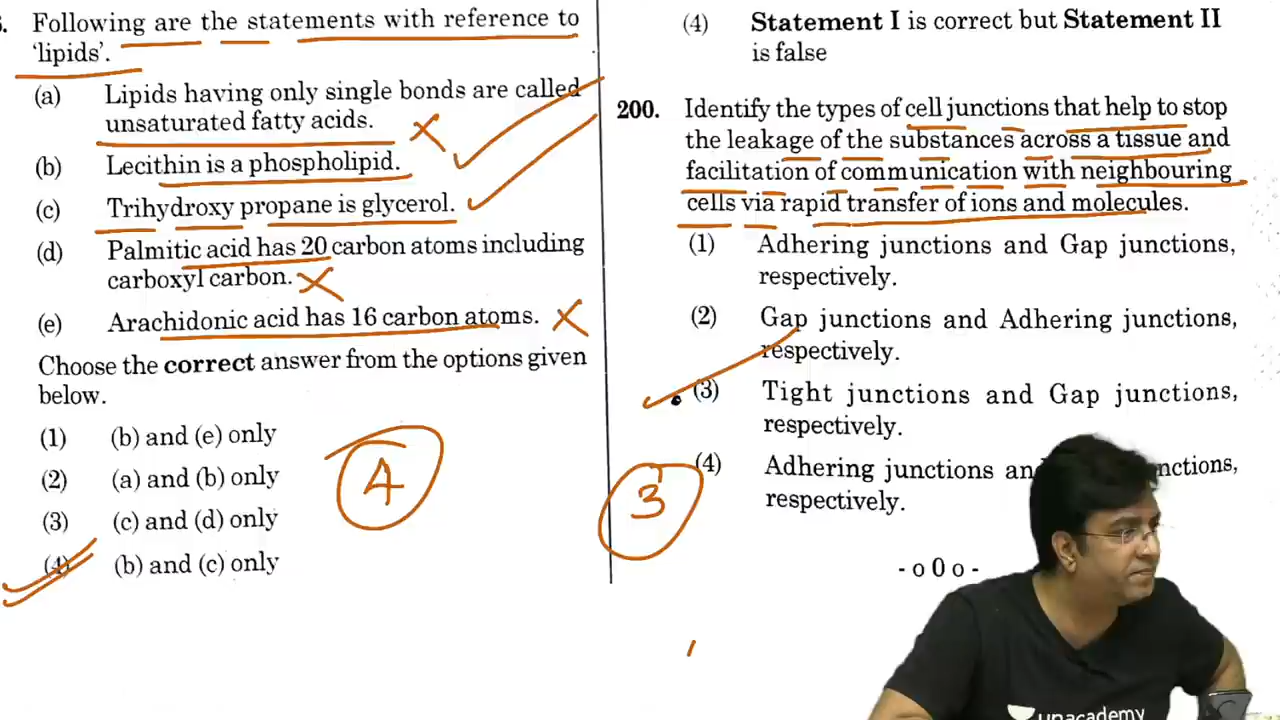 Following are the statements with reference to
'lipids'.
(a) Lipids having only single bonds are called
unsaturated fatty acids.
(b) Lecithin is a phospholipid.
(c) Trihydroxy propane is glycerol.
(d) Palmitic acid has 20 carbon atoms including
carboxyl carbon.
(e) Arachidonic acid has 16 carbon atoms.
Choose the correct answer from the options given
below.
(1) (b) and (e) only
(2) (a) and (b) only
(3) (c) and (d) only
(4) (b) and (c) only
4
(4) Statement I is correct but Statement II
is false
200. Identify the types of cell junctions that help to stop
the leakage of the substances across a tissue and
facilitation of communication with neighbouring
cells via rapid transfer of ions and molecules.
(1) Adhering junctions and Gap junctions,
respectively.
(2) Gap junctions and Adhering junctions,
respectively.
(3) Tight junctions and Gap junctions,
respectively.
(4) Adhering junctions
respectively.
3
- o 0 o -
unacademy